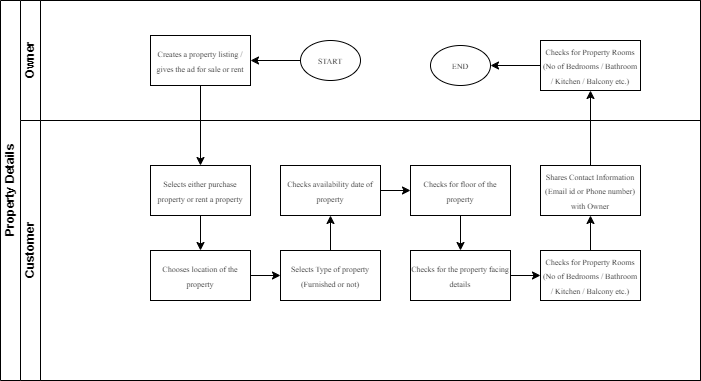 Property Details
Owner
Customer
START
Creates a property listing /
gives the ad for sale or rent
Selects either purchase
property or rent a property
Chooses location of the
property
Selects Type of property
(Furnished or not)
Checks availability date of
property
Checks for floor of the
property
Checks for the property facing
details
Checks for Property Rooms
(No of Bedrooms / Bathroom
/ Kitchen / Balcony etc.)
Shares Contact Information
(Email id or Phone number)
with Owner
Checks for Property Rooms
(No of Bedrooms / Bathroom
/ Kitchen / Balcony etc.)
END